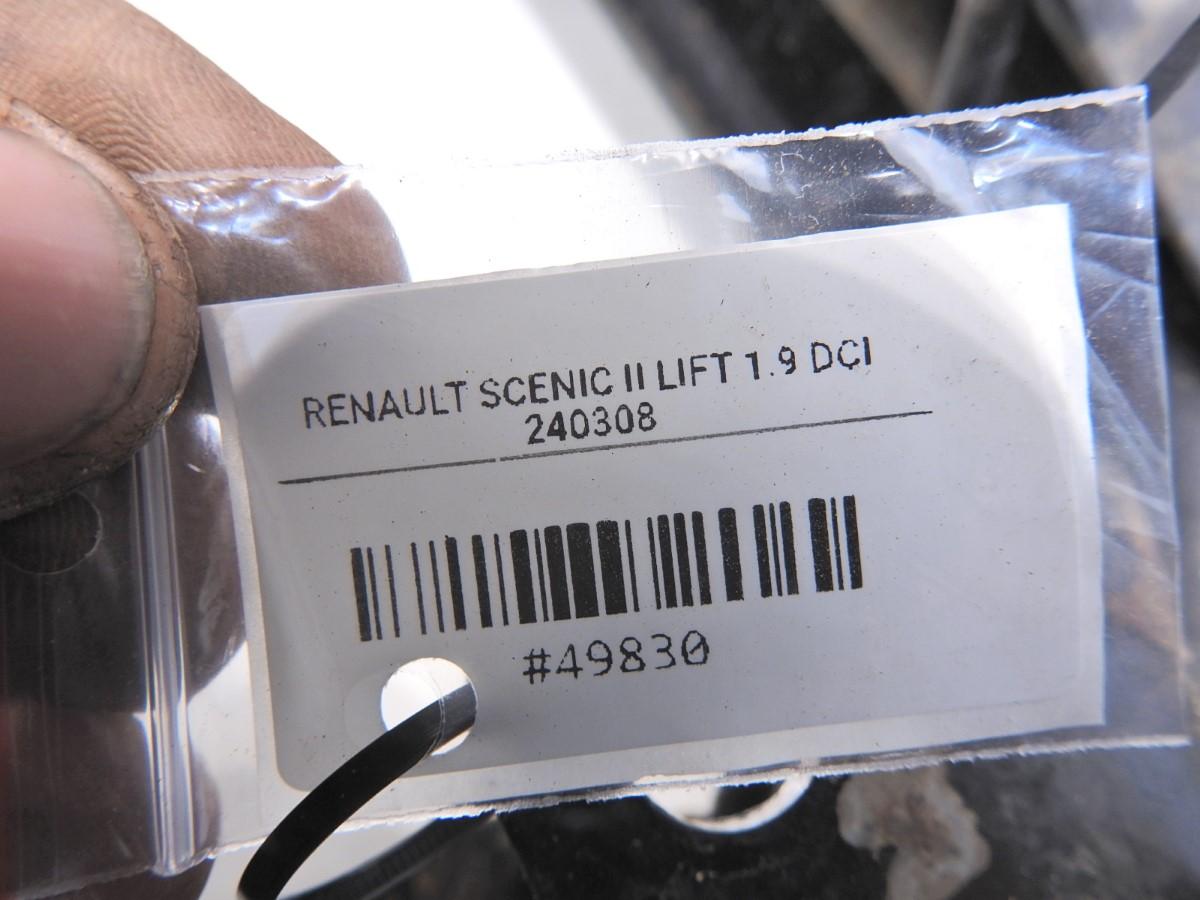 RENAULT SCENIC II LIFT 1.9 DCI
240308
#49830